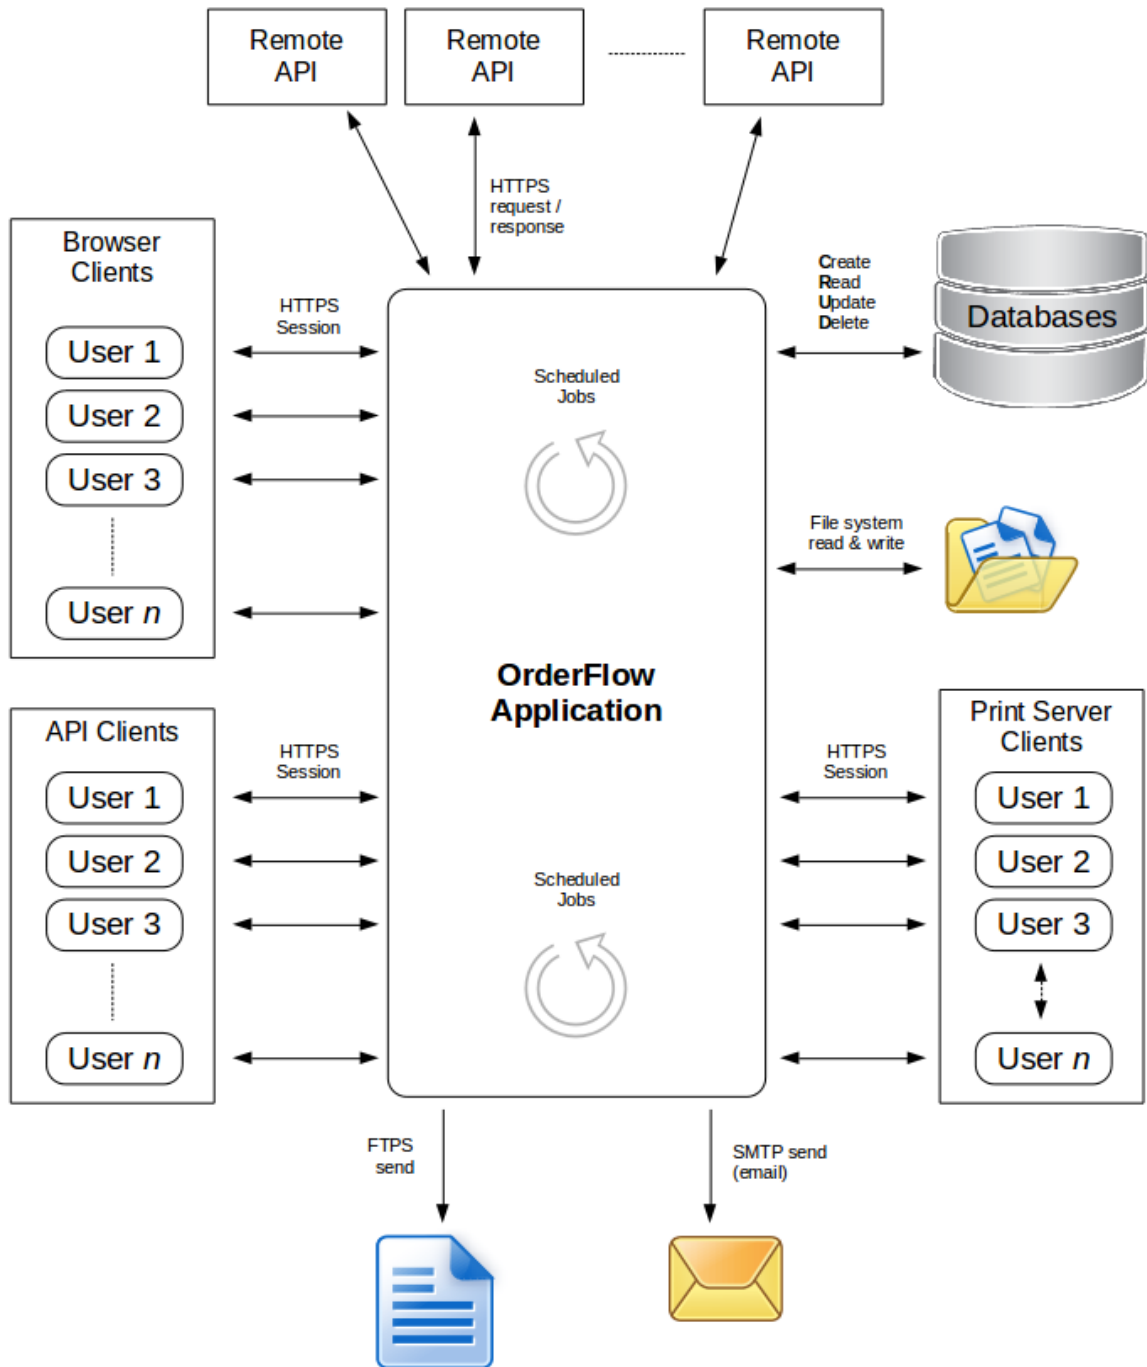 Remote
API
Remote
API
Remote
API
HTTPS
request /
response
Browser
Clients
User 1
User 2
User 3
User n
HTTPS
Session
Create
Read
Update
Delete
Databases
Scheduled
Jobs
File system
read & write
OrderFlow
Application
API Clients
User 1
User 2
User 3
User n
HTTPS
Session
HTTPS
Session
Print Server
Clients
User 1
User 2
User 3
User n
Scheduled
Jobs
FTPS
send
SMTP send
(email)